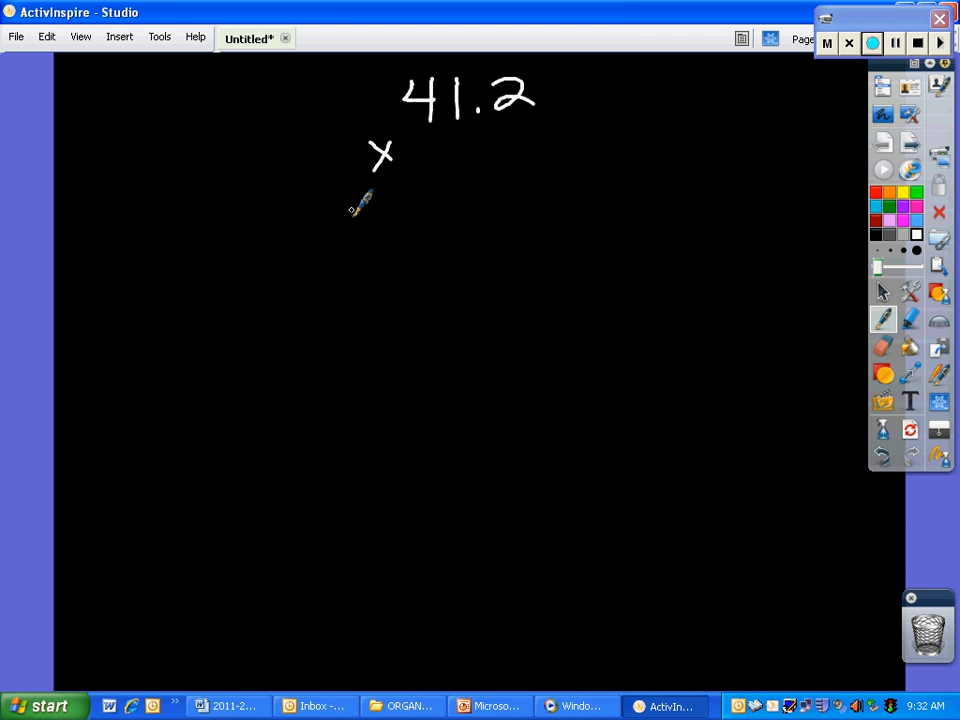 ActivInspire - Studio
File Edit View Insert Tools Help Untitled* Page
M
41.2
x
T
start 2011-2... Inbox -... ORGAN... Microso... Windo... ActivIn... 9:32 AM